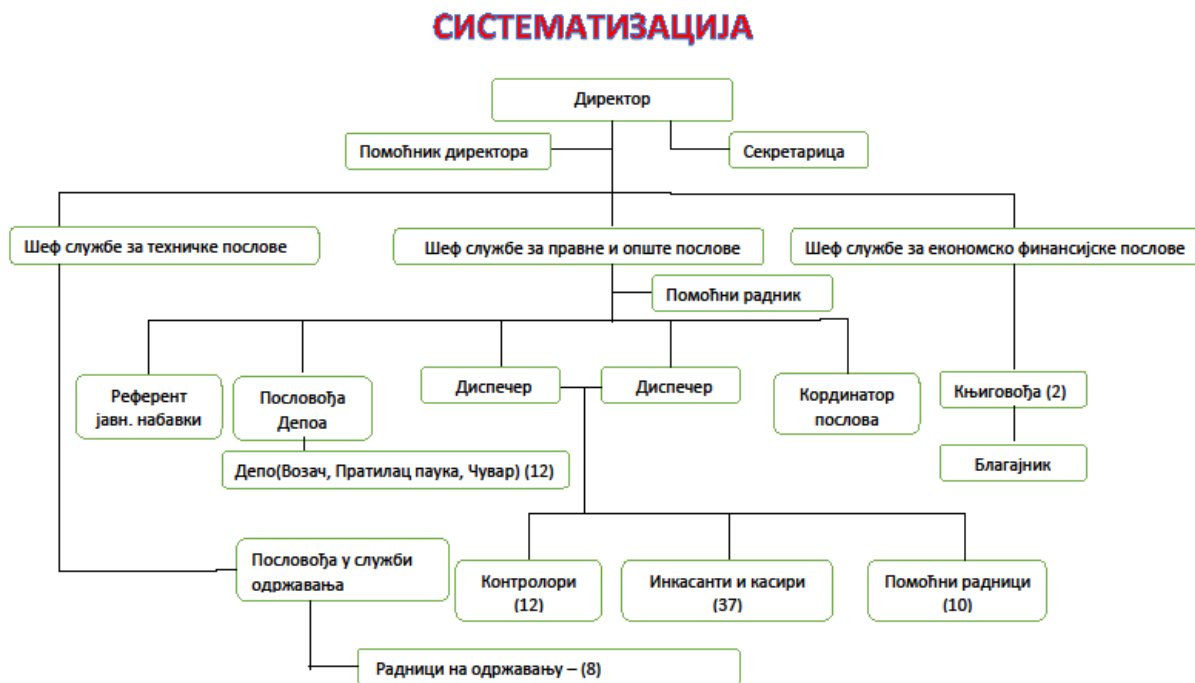 СИСТЕМАТИЗАЦИЈА
Директор
Помоћник директора
Секретарица
Шеф службе за техничке послове
Шеф службе за правне и опште послове
Шеф службе за економско финансијске послове
Помоћни радник
Референт
јавн. набавки
Пословођа
Депоа
Диспечер
Диспечер
Кординатор
послова
Књиговођа (2)
Депо(Возач, Пратилац паука, Чувар) (12)
Благајник
Пословођа у служби
одржавања
Контролори
(12)
Инкасанти и касири
(37)
Помоћни радници
(10)
Радници на одржавању – (8)